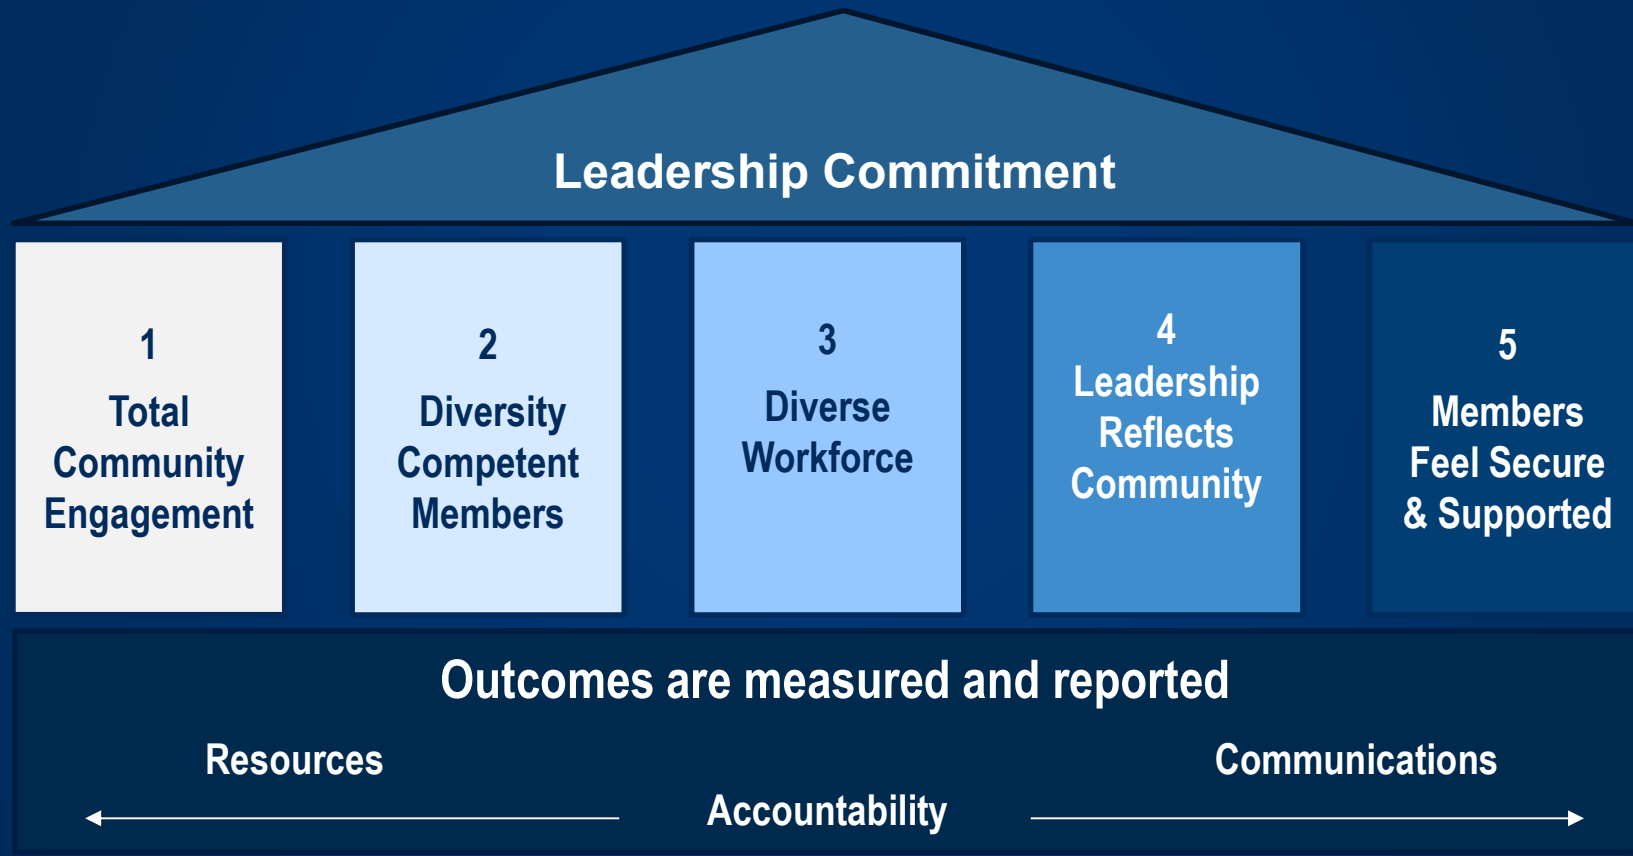 Leadership Commitment
1
Total
Community
Engagement
2
Diversity
Competent
Members
3
Diverse
Workforce
4
Leadership
Reflects
Community
5
Members
Feel Secure
& Supported
Outcomes are measured and reported
Resources
Communications
Accountability